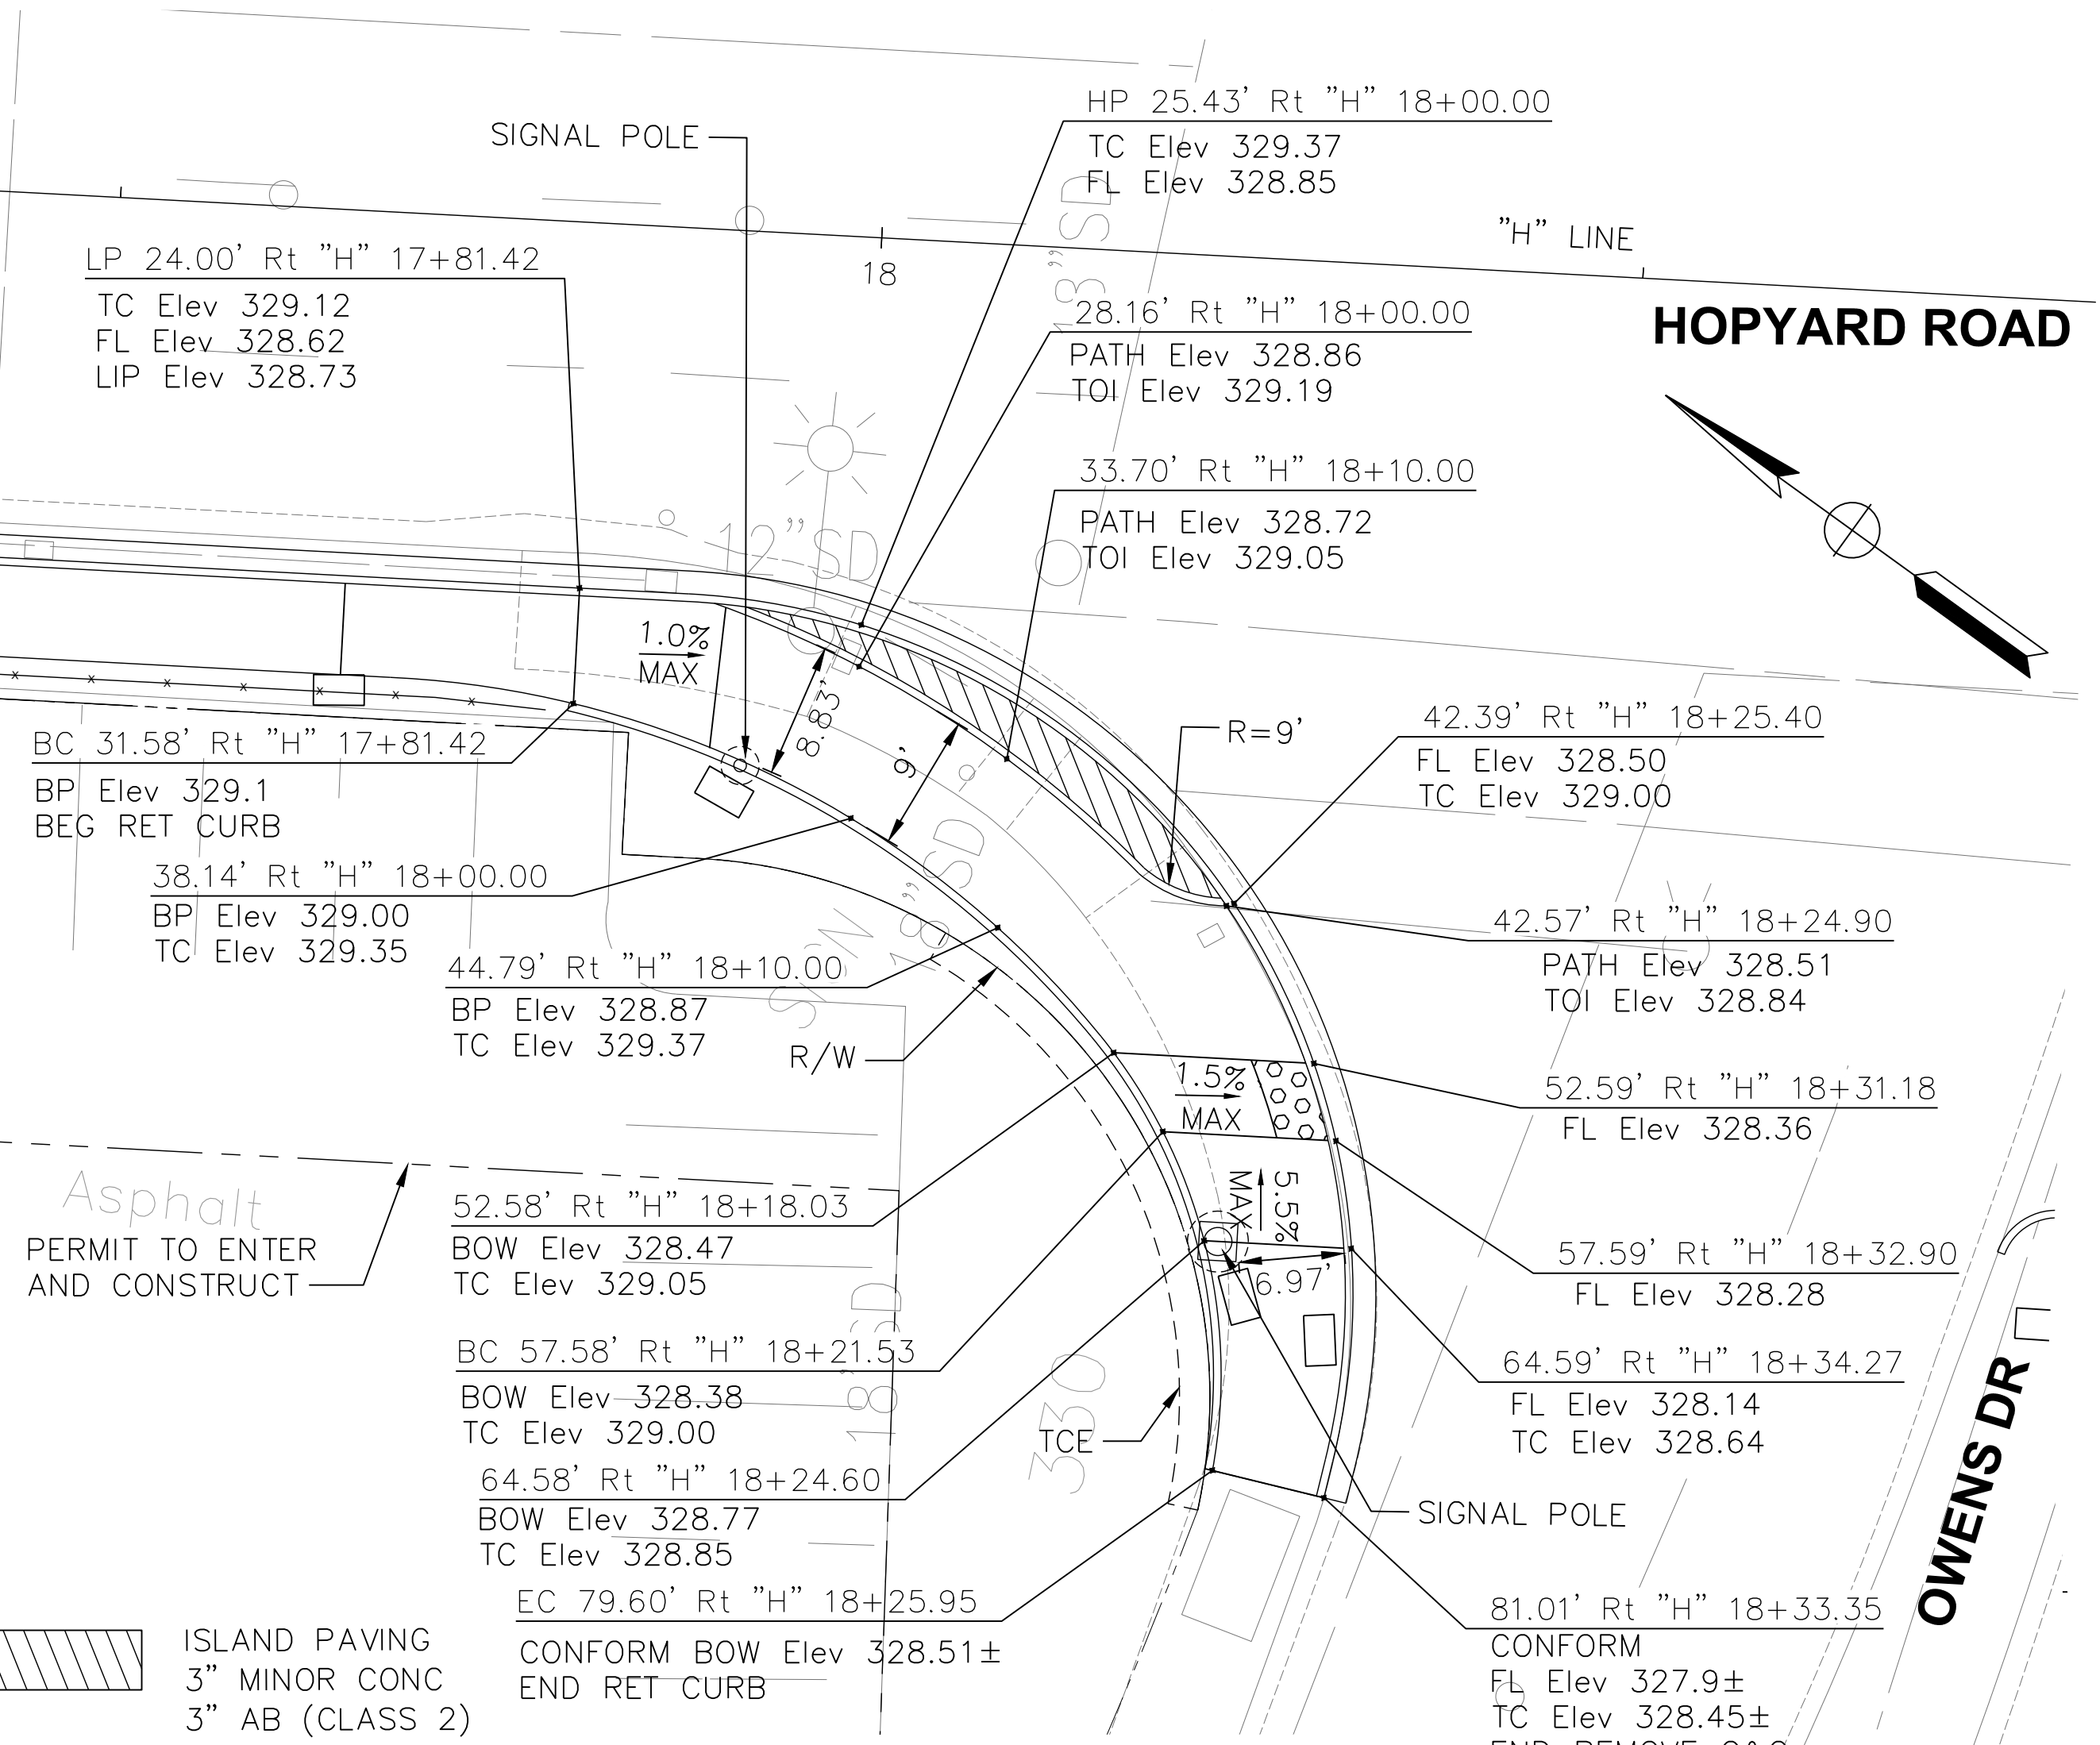 HP 25.43' Rt "H" 18+00.00
TC Elev 329.37
FL Elev 328.85
SIGNAL POLE
18"SD
"H" LINE
18
HOPYARD ROAD
LP 24.00' Rt "H" 17+81.42
TC Elev 329.12
FL Elev 328.62
LIP Elev 328.73
28.16' Rt "H" 18+00.00
PATH Elev 328.86
TOI Elev 329.19
33.70' Rt "H" 18+10.00
PATH Elev 328.72
TOI Elev 329.05
12"SD
1.0%
MAX
8.83'
9'
R=9'
42.39' Rt "H" 18+25.40
FL Elev 328.50
TC Elev 329.00
BC 31.58' Rt "H" 17+81.42
BP Elev 329.1
BEG RET CURB
38.14' Rt "H" 18+00.00
BP Elev 329.00
TC Elev 329.35
18"SD
42.57' Rt "H" 18+24.90
PATH Elev 328.51
TOI Elev 328.84
44.79' Rt "H" 18+10.00
BP Elev 328.87
TC Elev 329.37
R/W
1.5%
MAX
52.59' Rt "H" 18+31.18
FL Elev 328.36
5.5%
MAX
Asphalt
PERMIT TO ENTER
AND CONSTRUCT
52.58' Rt "H" 18+18.03
BOW Elev 328.47
TC Elev 329.05
57.59' Rt "H" 18+32.90
FL Elev 328.28
6.97'
18"SD
BC 57.58' Rt "H" 18+21.53
BOW Elev 328.38
TC Elev 329.00
330
TCE
64.59' Rt "H" 18+34.27
FL Elev 328.14
TC Elev 328.64
OWENS DR
64.58' Rt "H" 18+24.60
BOW Elev 328.77
TC Elev 328.85
SIGNAL POLE
EC 79.60' Rt "H" 18+25.95
CONFORM BOW Elev 328.51±
END RET CURB
81.01' Rt "H" 18+33.35
CONFORM
FL Elev 327.9±
TC Elev 328.45±
ISLAND PAVING
3" MINOR CONC
3" AB (CLASS 2)